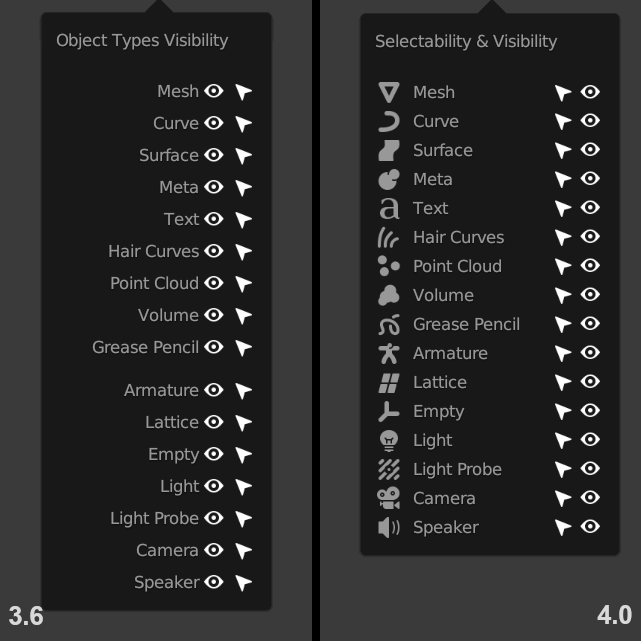 Object Types Visibility
Mesh
Curve
Surface
Meta
Text
Hair Curves
Point Cloud
Volume
Grease Pencil
Armature
Lattice
Empty
Light
Light Probe
Camera
Speaker
3.6
Selectability & Visibility
Mesh
Curve
Surface
Meta
Text
Hair Curves
Point Cloud
Volume
Grease Pencil
Armature
Lattice
Empty
Light
Light Probe
Camera
Speaker
4.0